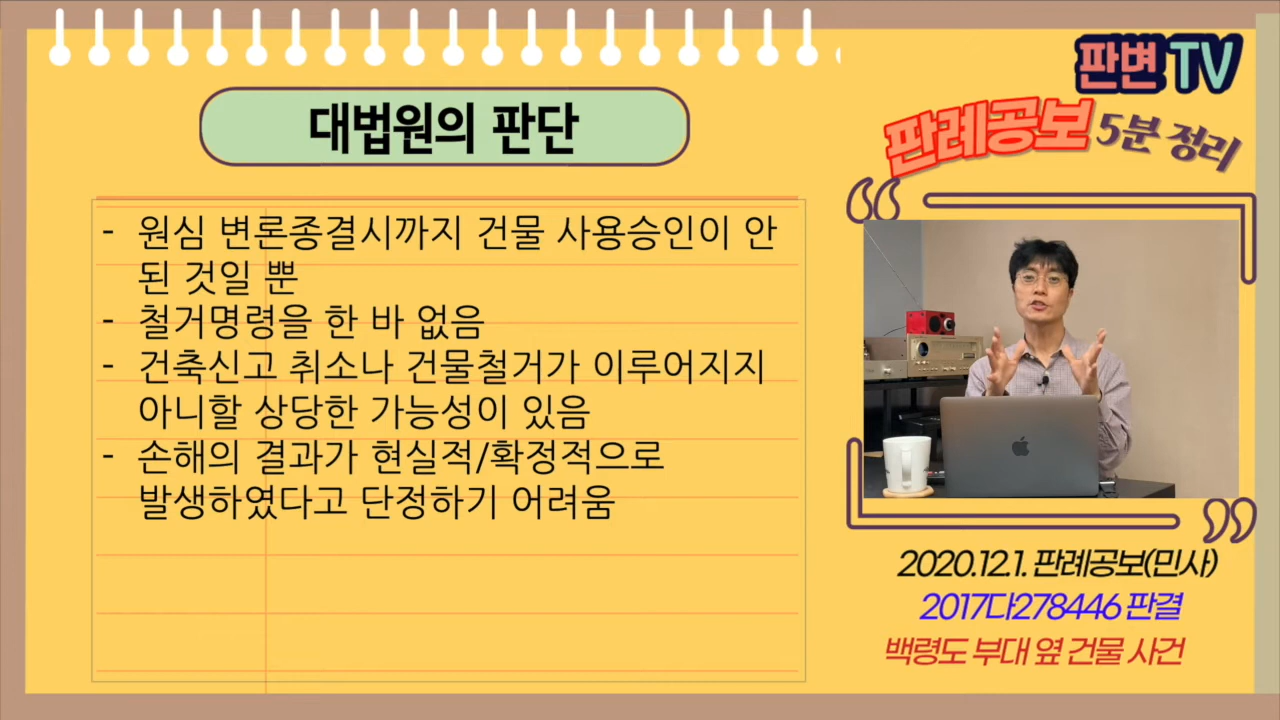 대법원의 판단
- 원심 변론종결시까지 건물 사용승인이 안
된 것일 뿐
- 철거명령을 한 바 없음
- 건축신고 취소나 건물철거가 이루어지지
아니할 상당한 가능성이 있음
- 손해의 결과가 현실적/확정적으로
발생하였다고 단정하기 어려움
판변 TV
판례공보 5분 정리
2020.12.1. 판례공보(민사)
2017다278446 판결
백령도 부대 옆 건물 사건